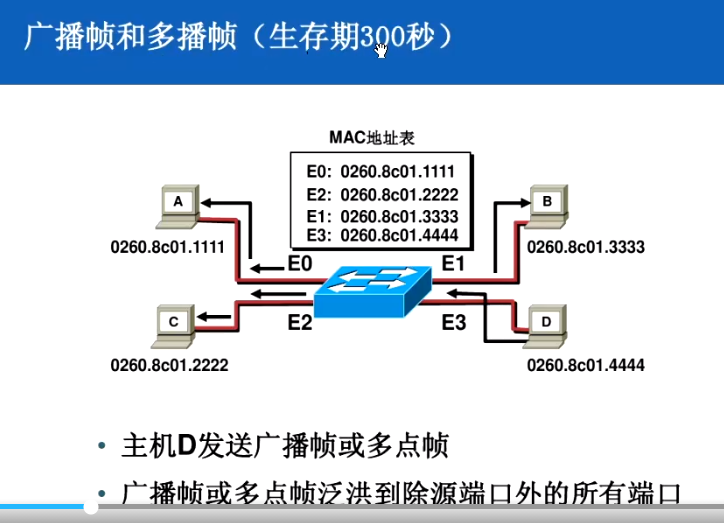 广播帧和多播帧（生存期300秒）
MAC地址表
E0: 0260.8c01.1111
E2: 0260.8c01.2222
E1: 0260.8c01.3333
E3: 0260.8c01.4444
A
B
0260.8c01.1111
0260.8c01.3333
E0
E1
C
E2
E3
D
0260.8c01.2222
0260.8c01.4444
• 主机D发送广播帧或多点帧
• 广播帧或多点帧泛洪到除源端口外的所有端口